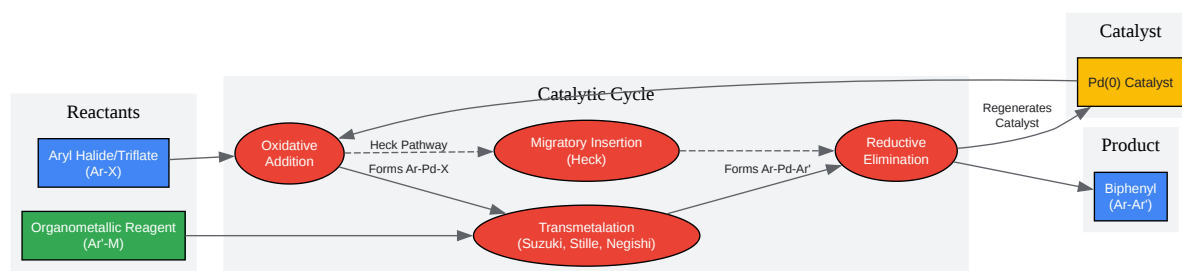 Catalyst
Pd(0) Catalyst
Catalytic Cycle
Reactants
Regenerates
Catalyst
Aryl Halide/Triflate
(Ar-X)
Oxidative
Addition
Heck Pathway
Migratory Insertion
(Heck)
Reductive
Elimination
Product
Forms Ar-Pd-X
Forms Ar-Pd-Ar'
Biphenyl
(Ar-Ar')
Organometallic Reagent
(Ar'-M)
Transmetalation
(Suzuki, Stille, Negishi)